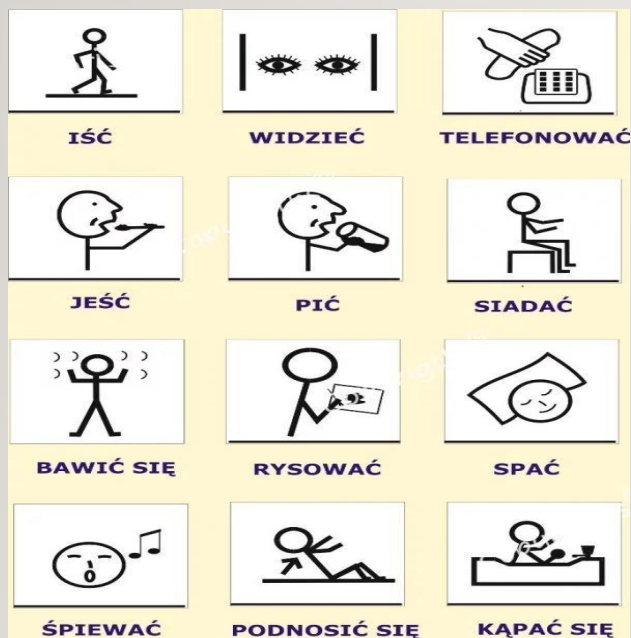 IŚĆ WIDZIEĆ TELEFONOWAĆ
JEŚĆ PIĆ SIADAĆ
BAWIĆ SIĘ RYSOWAĆ SPAĆ
ŚPIEWAĆ PODNOSIĆ SIĘ KĄPAĆ SIĘ